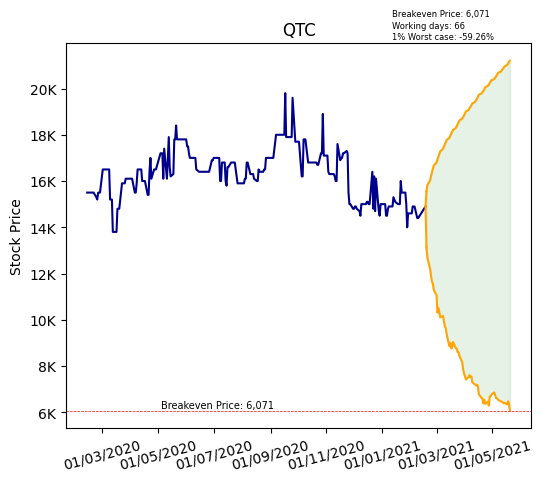 Breakeven Price: 6,071
Working days: 66
1% Worst case: -59.26%
QTC
Stock Price
20K
18K
16K
14K
12K
10K
8K
6K
Breakeven Price: 6,071
01/03/2020
01/05/2020
01/07/2020
01/09/2020
01/11/2020
01/01/2021
01/03/2021
01/05/2021